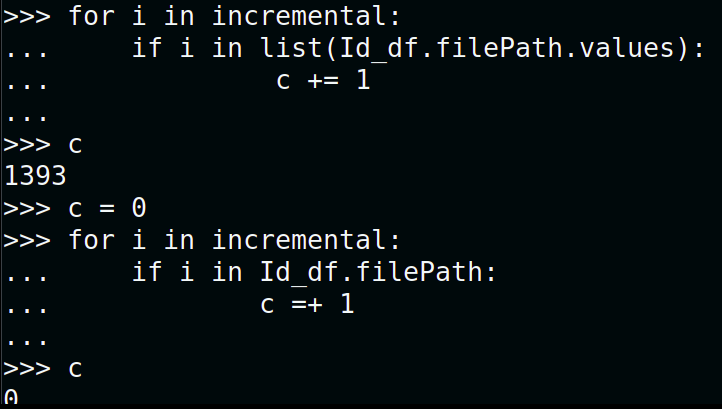 >>> for i in incremental:
...     if i in list(Id_df.filePath.values):
...              c += 1
...
>>> c
1393
>>> c = 0
>>> for i in incremental:
...     if i in Id_df.filePath:
...             c =+ 1
...
>>> c
0